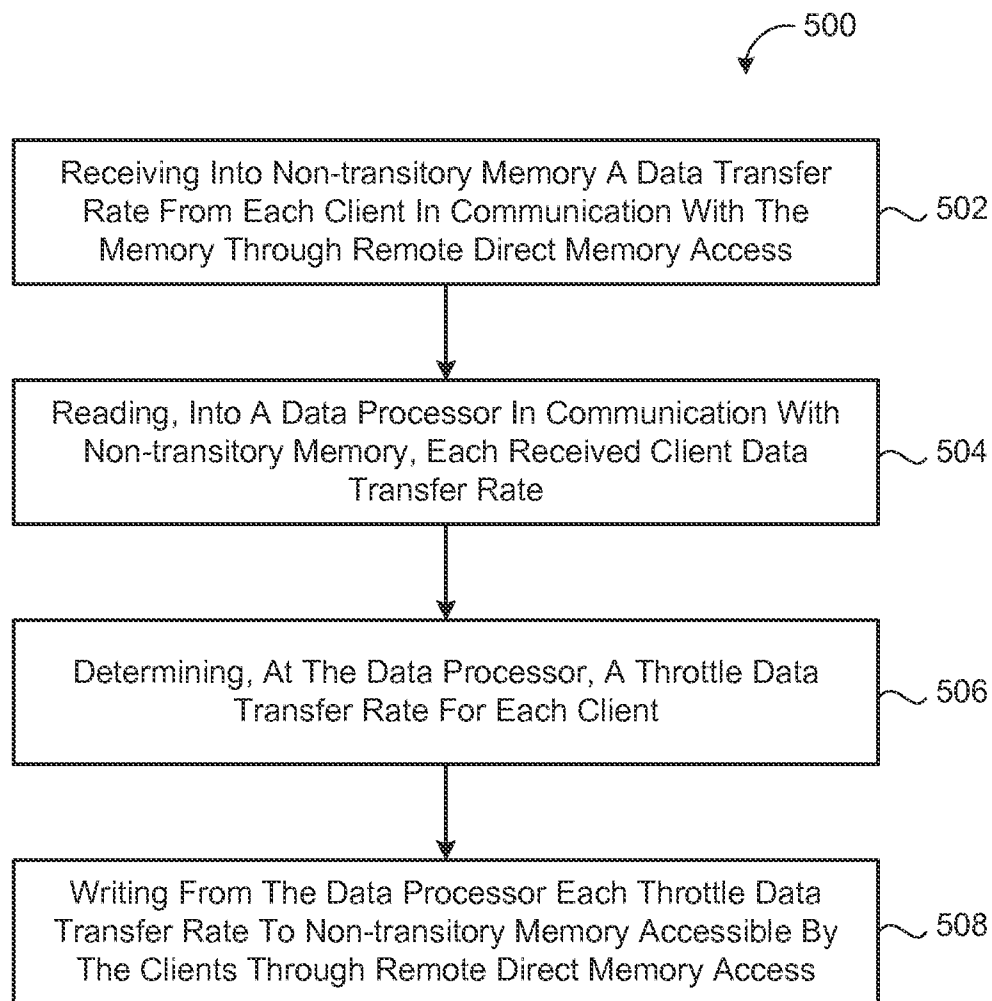 500
Receiving Into Non-transitory Memory A Data Transfer
Rate From Each Client In Communication With The
Memory Through Remote Direct Memory Access
502
Reading, Into A Data Processor In Communication With
Non-transitory Memory, Each Received Client Data
Transfer Rate
504
Determining, At The Data Processor, A Throttle Data
Transfer Rate For Each Client
506
Writing From The Data Processor Each Throttle Data
Transfer Rate To Non-transitory Memory Accessible By
The Clients Through Remote Direct Memory Access
508